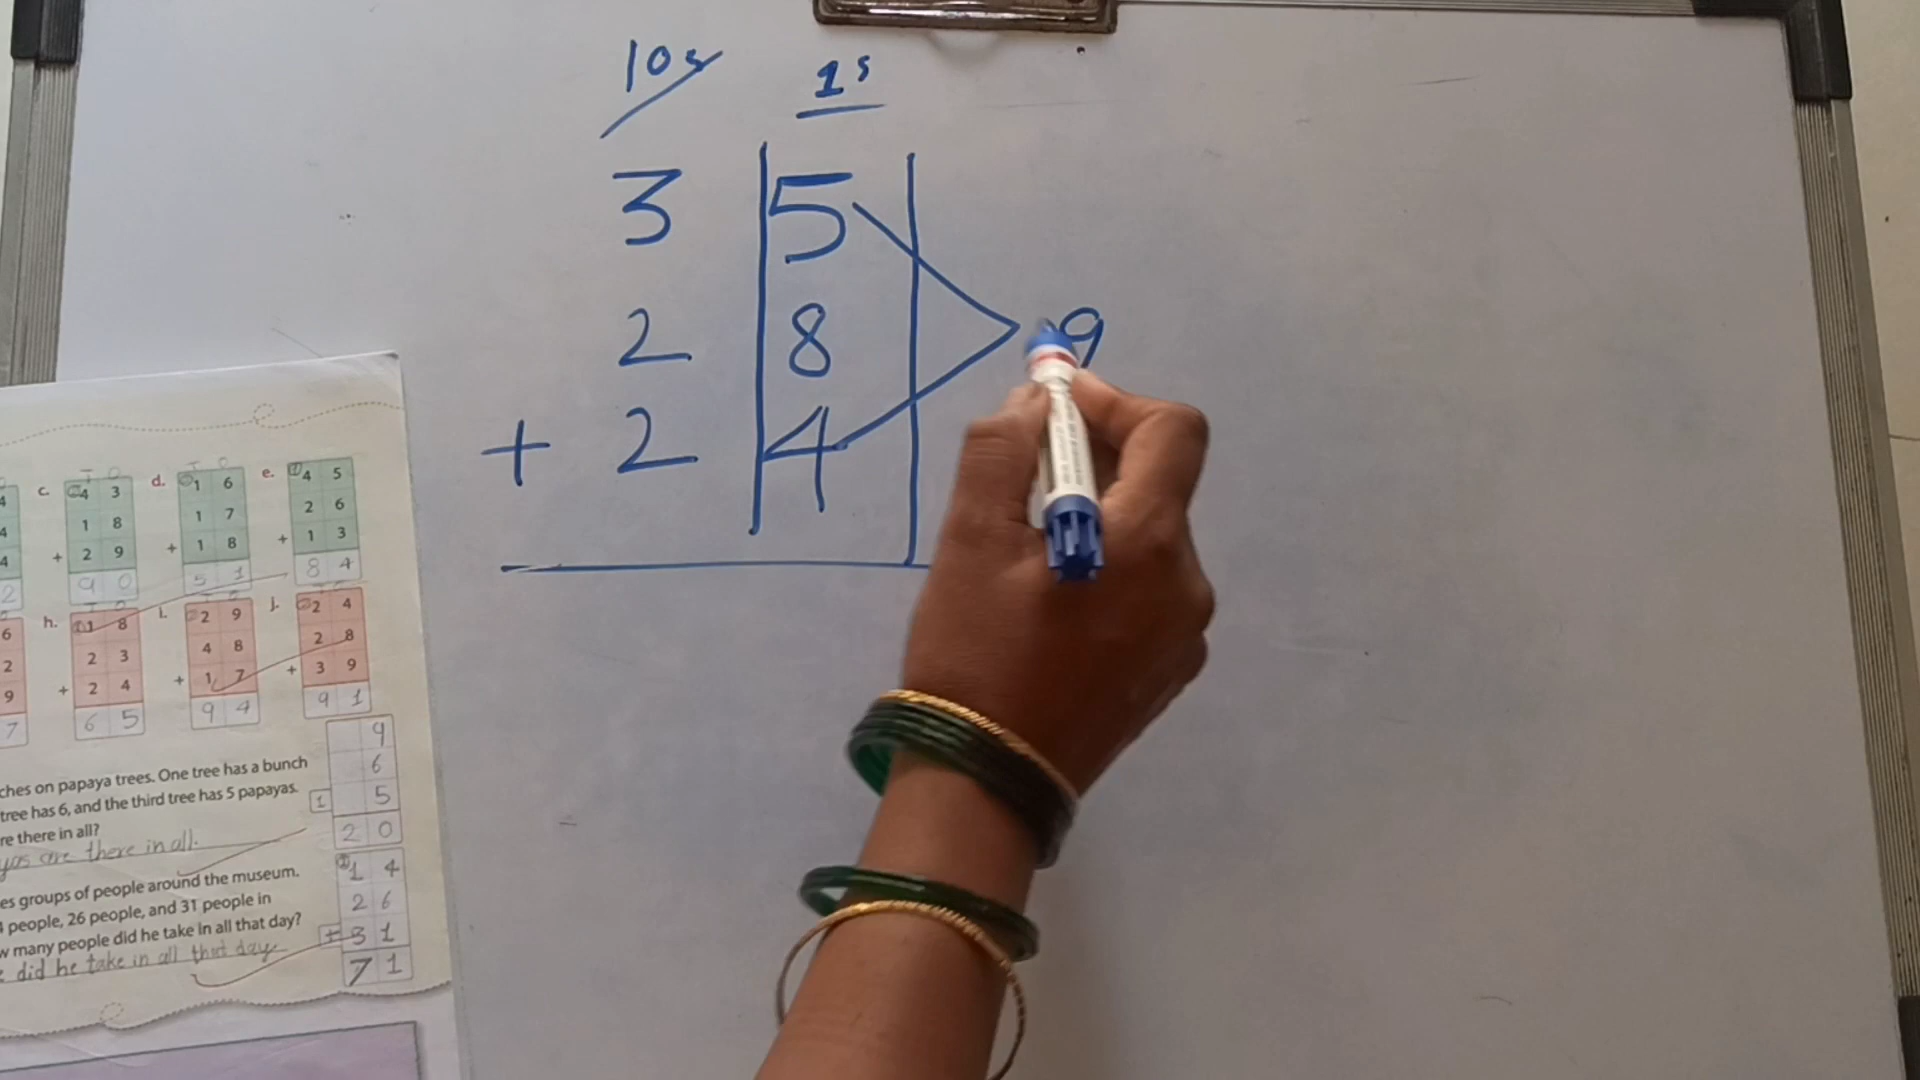 10s 1s
3 5
2 8 9
+ 2 4
c. 4 3
1 8
+ 2 9
9 0
d. 1 6
1 7
+ 1 8
5 1
e. 4 5
2 6
+ 1 3
8 4
h. 1 8
2 3
+ 2 4
6 5
i. 2 9
4 8
+ 1 7
9 4
j. 2 4
2 8
+ 3 9
9 1
ches on papaya trees. One tree has a bunch
tree has 6, and the third tree has 5 papayas.
re there in all?
yas are there in all.
9
6
1 5
2 0
es groups of people around the museum.
people, 26 people, and 31 people in
w many people did he take in all that day?
did he take in all that day
1 4
2 6
+ 3 1
7 1